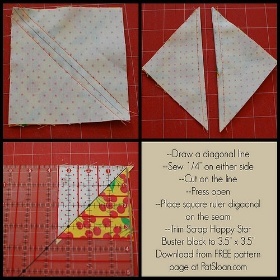 --Draw a diagonal line
--Sew 1/4" on either side
--Cut on the line
--Press open
--Place square ruler diagonal
on the seam
--Trim Scrap Happy Star
Buster block to 3.5" x 3.5"
Download from FREE pattern
page at PatSloan.com